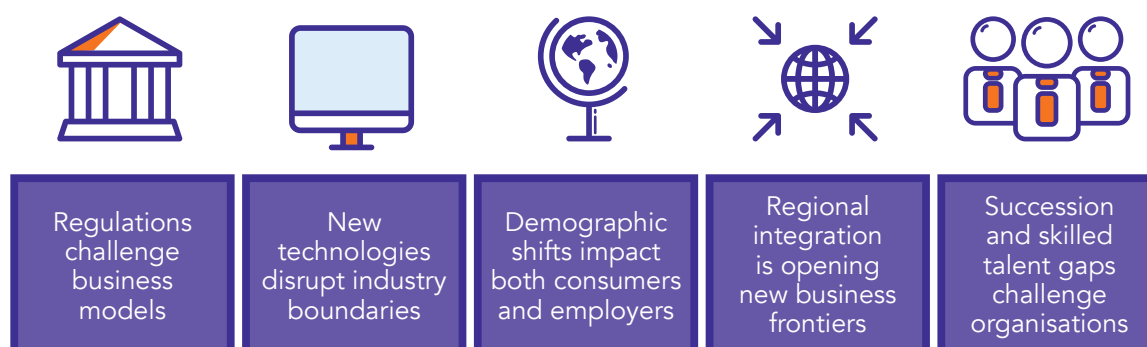 Regulations
challenge
business
models
New
technologies
disrupt industry
boundaries
Demographic
shifts impact
both consumers
and employers
Regional
integration
is opening
new business
frontiers
Succession
and skilled
talent gaps
challenge
organisations